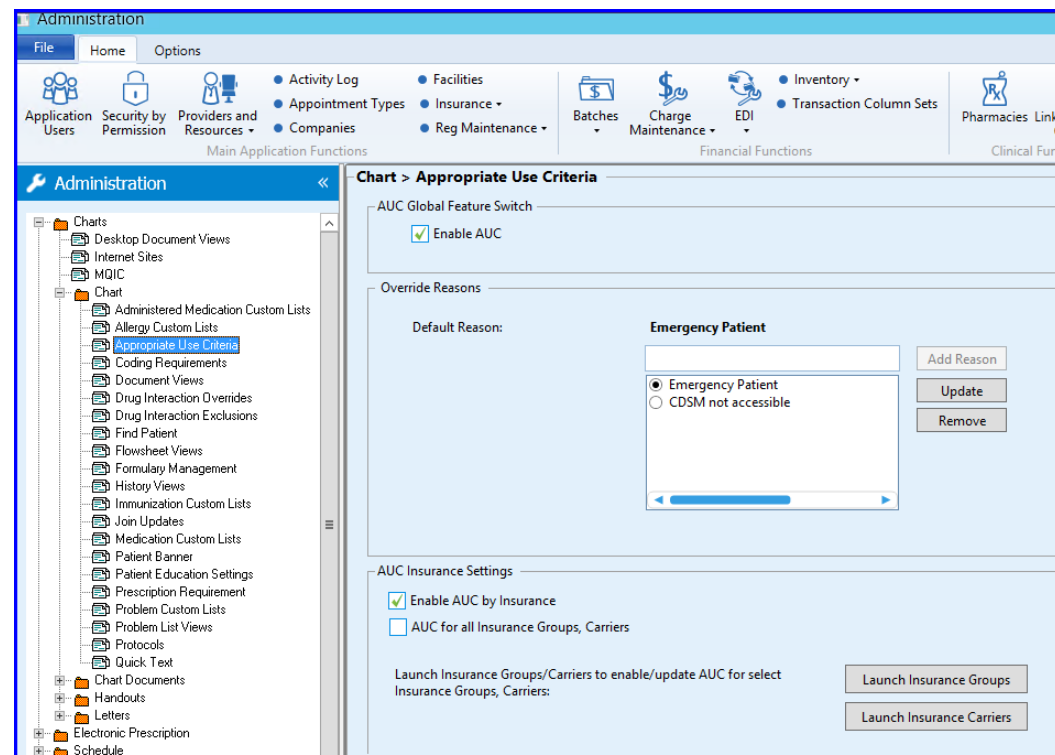 Administration
File Home Options
Activity Log Facilities Inventory
Appointment Types Insurance Transaction Column Sets
Application Users Security by Permission Providers and Resources Companies Reg Maintenance Batches Charge Maintenance EDI Pharmacies
Main Application Functions Financial Functions
Administration «
Charts
Desktop Document Views
Internet Sites
MQIC
Chart
Administered Medication Custom Lists
Allergy Custom Lists
Appropriate Use Criteria
Coding Requirements
Document Views
Drug Interaction Overrides
Drug Interaction Exclusions
Find Patient
Flowsheet Views
Formulary Management
History Views
Immunization Custom Lists
Join Updates
Medication Custom Lists
Patient Banner
Patient Education Settings
Prescription Requirement
Problem Custom Lists
Problem List Views
Protocols
Quick Text
Chart Documents
Handouts
Letters
Electronic Prescription
Schedule
Chart > Appropriate Use Criteria
AUC Global Feature Switch
Enable AUC
Override Reasons
Default Reason: Emergency Patient
Add Reason
Emergency Patient
Update
CDSM not accessible
Remove
AUC Insurance Settings
Enable AUC by Insurance
AUC for all Insurance Groups, Carriers
Launch Insurance Groups/Carriers to enable/update AUC for select
Insurance Groups, Carriers:
Launch Insurance Groups
Launch Insurance Carriers